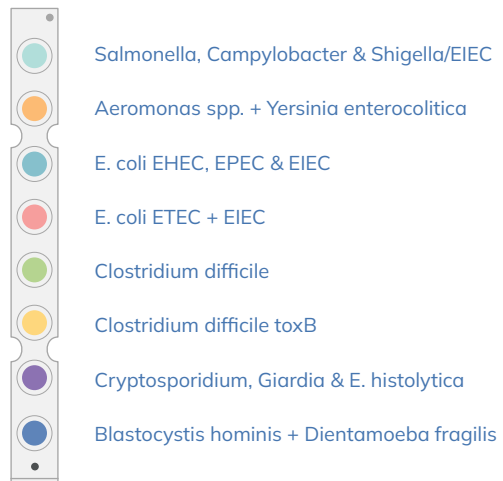 Salmonella, Campylobacter & Shigella/EIEC
Aeromonas spp. + Yersinia enterocolitica
E. coli EHEC, EPEC & EIEC
E. coli ETEC + EIEC
Clostridium difficile
Clostridium difficile toxB
Cryptosporidium, Giardia & E. histolytica
Blastocystis hominis + Dientamoeba fragilis